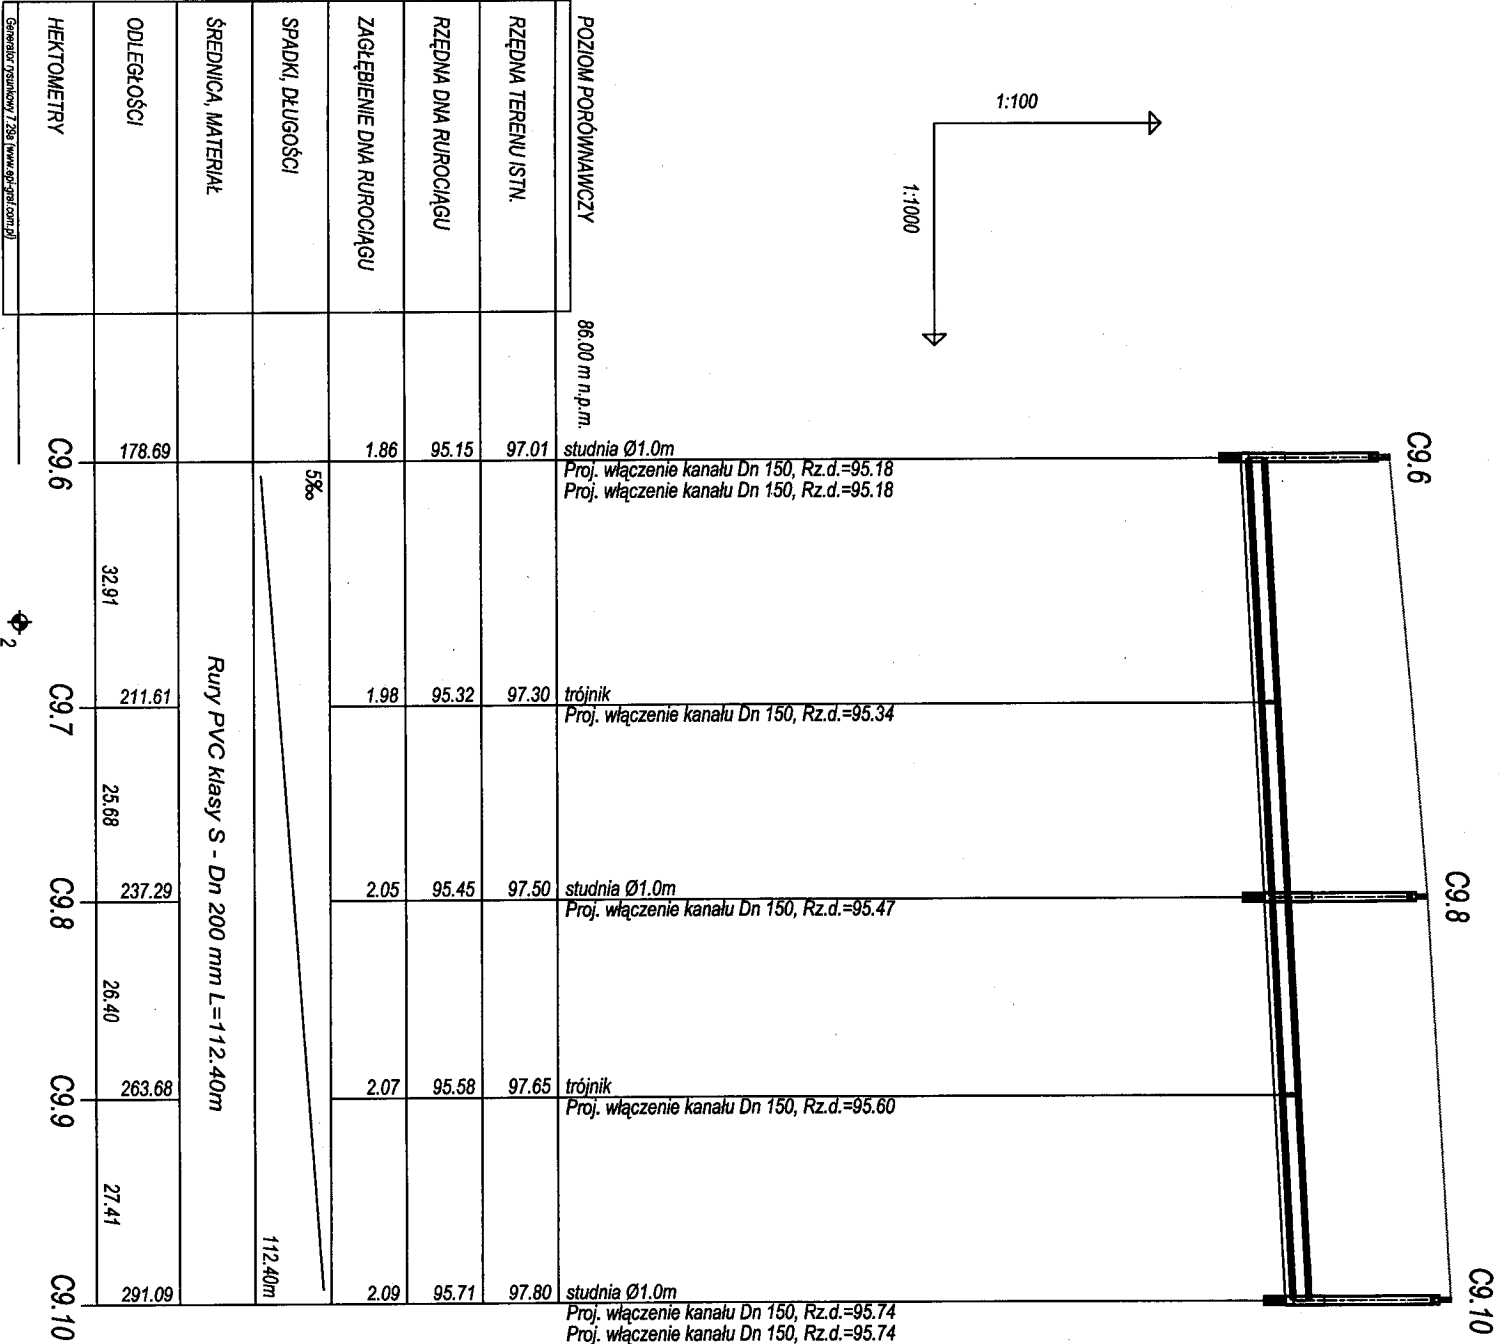 1:100
1:1000
C9.6
C9.8
C9.10
POZIOM PORÓWNAWCZY 86.00 m n.p.m.
studnia Ø1.0m
Proj. włączenie kanału Dn 150, Rz.d.=95.18
Proj. włączenie kanału Dn 150, Rz.d.=95.18
trójnik
Proj. włączenie kanału Dn 150, Rz.d.=95.34
studnia Ø1.0m
Proj. włączenie kanału Dn 150, Rz.d.=95.47
trójnik
Proj. włączenie kanału Dn 150, Rz.d.=95.60
studnia Ø1.0m
Proj. włączenie kanału Dn 150, Rz.d.=95.74
Proj. włączenie kanału Dn 150, Rz.d.=95.74
RZĘDNA TERENU ISTN. 97.01 97.30 97.50 97.65 97.80
RZĘDNA DNA RUROCIĄGU 95.15 95.32 95.45 95.58 95.71
ZAGŁĘBIENIE DNA RUROCIĄGU 1.86 1.98 2.05 2.07 2.09
SPADKI, DŁUGOŚCI 5‰ 112.40m
ŚREDNICA, MATERIAŁ Rury PVC klasy S - Dn 200 mm L=112.40m
ODLEGŁOŚCI 178.69 32.91 211.61 25.68 237.29 26.40 263.68 27.41 291.09
HEKTOMETRY C9.6 C9.7 C9.8 C9.9 C9.10
Generator rysunkowy 7.29a (www.epi-graf.com.pl)
2